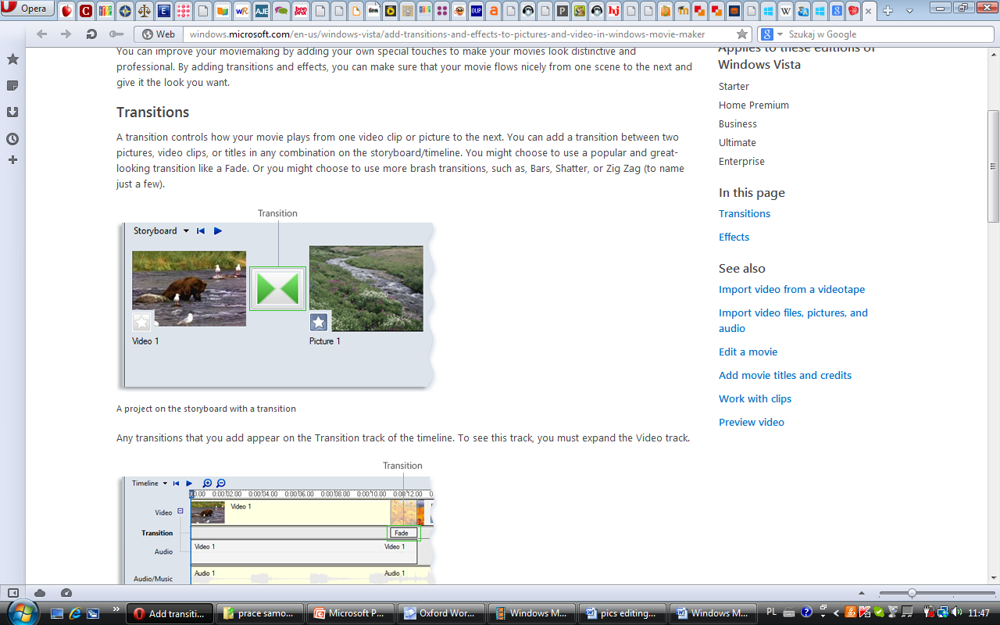 Opera
AJE
OUP
Web
windows.microsoft.com/en-us/windows-vista/add-transitions-and-effects-to-pictures-and-video-in-windows-movie-maker
Szukaj w Google
You can improve your moviemaking by adding your own special touches to make your movies look distinctive and
professional. By adding transitions and effects, you can make sure that your movie flows nicely from one scene to the next and
give it the look you want.
Transitions
A transition controls how your movie plays from one video clip or picture to the next. You can add a transition between two
pictures, video clips, or titles in any combination on the storyboard/timeline. You might choose to use a popular and great-
looking transition like a Fade. Or you might choose to use more brash transitions, such as, Bars, Shatter, or Zig Zag (to name
just a few).
Transition
Storyboard
Video 1
Picture 1
A project on the storyboard with a transition
Any transitions that you add appear on the Transition track of the timeline. To see this track, you must expand the Video track.
Transition
Timeline
0.00 0:00:02.00 0:00:04.00 0:00:06.00 0:00:08.00 0:00:10.00 0:00:12.00 0:
Video
Video 1
Transition
Fade
Audio
Video 1
Video 1
Audio/Music
Audio 1
Audio 1
Applies to these editions of
Windows Vista
Starter
Home Premium
Business
Ultimate
Enterprise
In this page
Transitions
Effects
See also
Import video from a videotape
Import video files, pictures, and
audio
Edit a movie
Add movie titles and credits
Work with clips
Preview video
Add transiti...
prace samo...
Microsoft P...
Oxford Wor...
Windows M...
pics editing...
Windows M...
PL
11:47